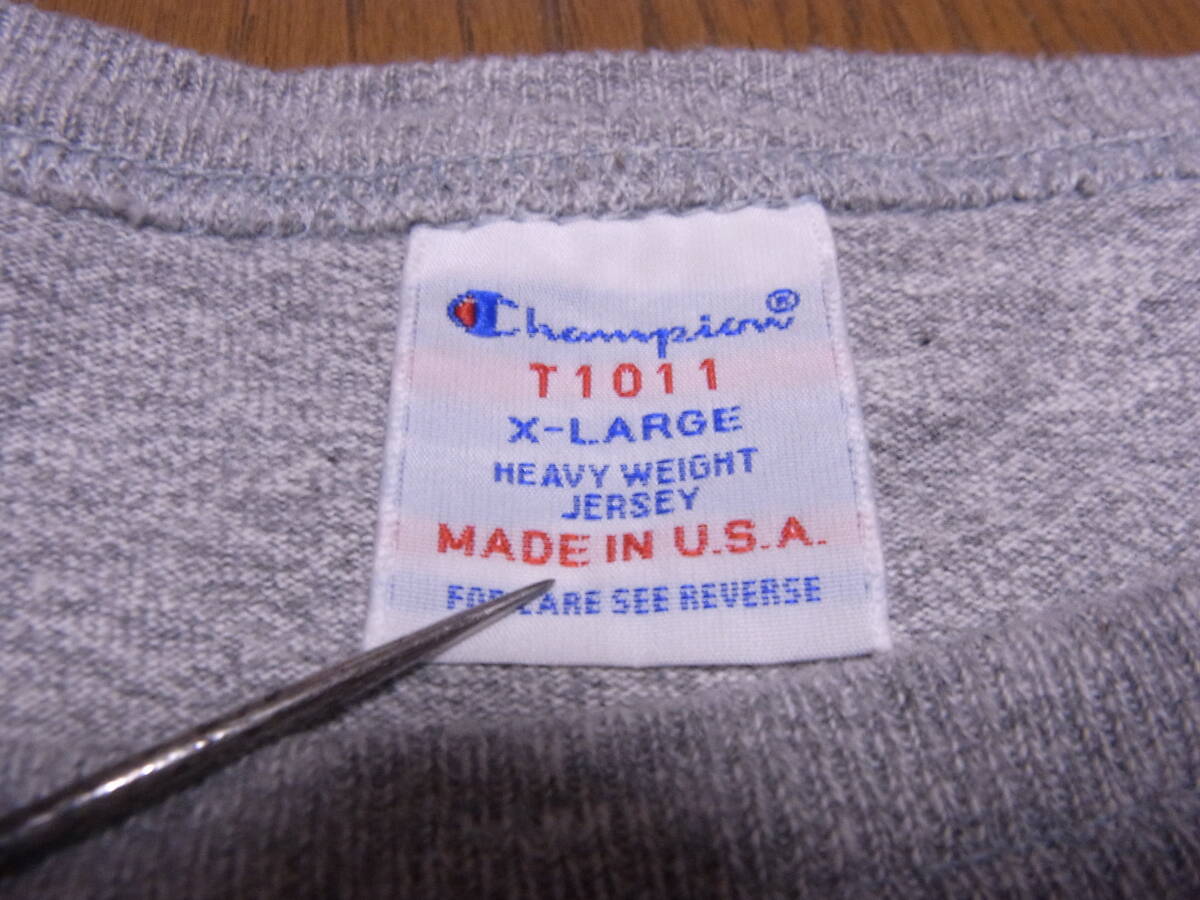 Champion®
T1011
X-LARGE
HEAVY WEIGHT
JERSEY
MADE IN U.S.A.
FOR CARE SEE REVERSE